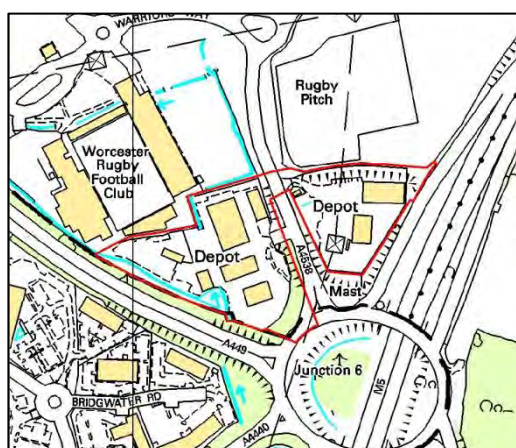 WARRIORS WAY
Rugby
Pitch
Worcester
Rugby
Football
Club
Depot
Depot
A4538
Mast
A449
Junction 6
M5
BRIDGWATER RD
A4440